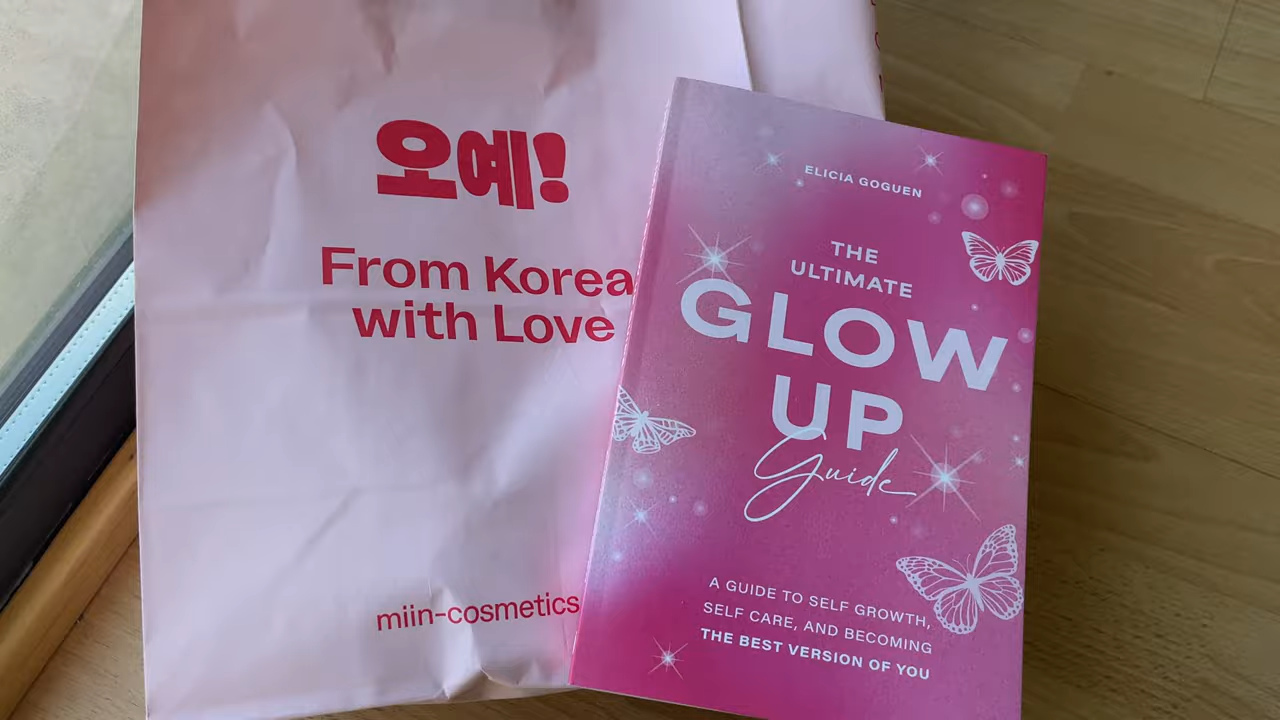 오예!
From Korea
with Love
miin-cosmetics
ELICIA GOGUEN
THE
ULTIMATE
GLOW
UP
Guide
A GUIDE TO SELF GROWTH,
SELF CARE, AND BECOMING
THE BEST VERSION OF YOU